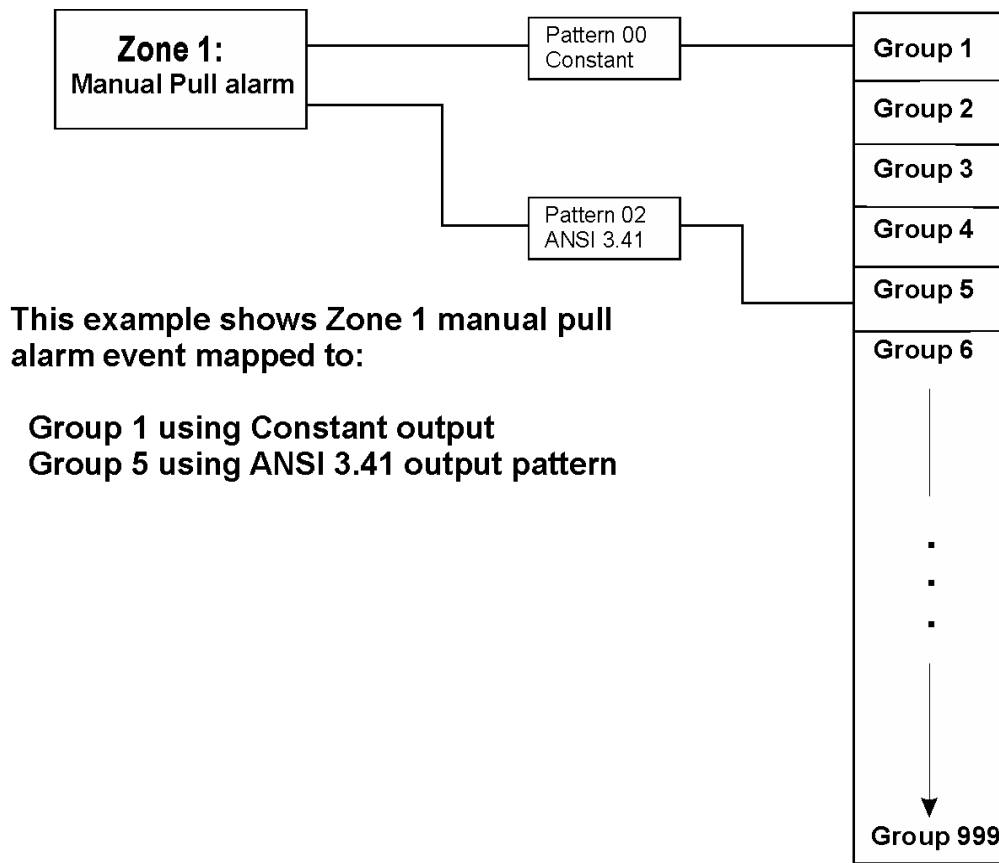 Zone 1:
Manual Pull alarm
Pattern 00
Constant
Pattern 02
ANSI 3.41
Group 1
Group 2
Group 3
Group 4
Group 5
Group 6
.
.
.
Group 999
This example shows Zone 1 manual pull
alarm event mapped to:
Group 1 using Constant output
Group 5 using ANSI 3.41 output pattern